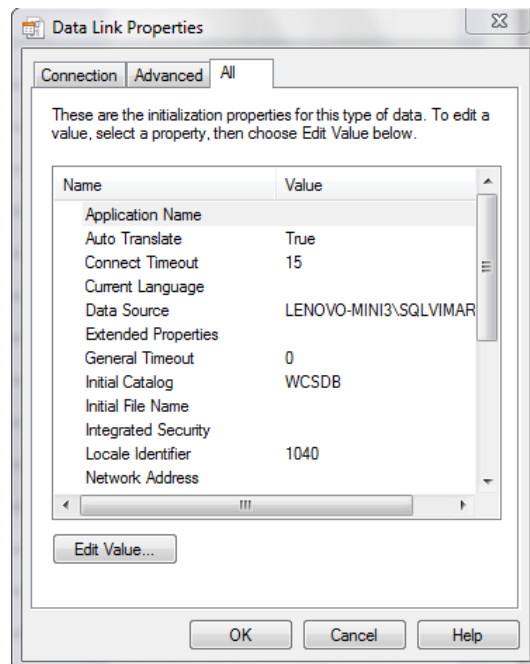 Data Link Properties
Connection Advanced All
These are the initialization properties for this type of data. To edit a
value, select a property, then choose Edit Value below.
Name Value
Application Name
Auto Translate True
Connect Timeout 15
Current Language
Data Source LENOVO-MINI3\SQLVIMAR
Extended Properties
General Timeout 0
Initial Catalog WCSDB
Initial File Name
Integrated Security
Locale Identifier 1040
Network Address
Edit Value...
OK Cancel Help